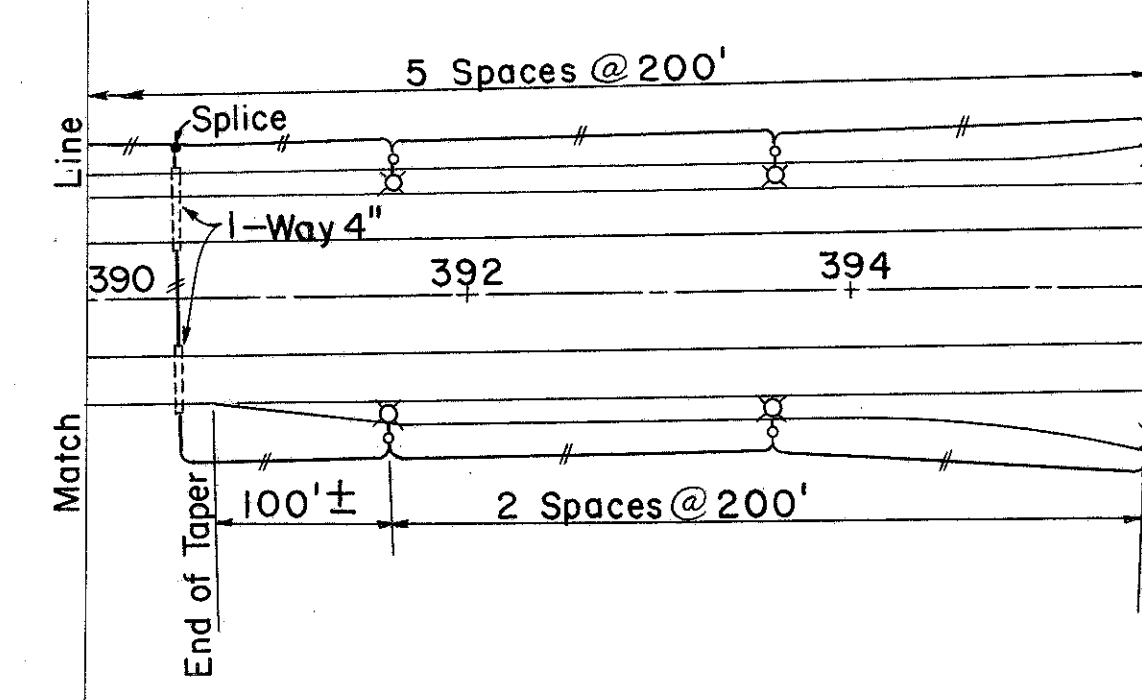 5 Spaces @ 200'
Splice
Line
1-Way 4"
390
392
394
Match
End of Taper
100'±
2 Spaces @ 200'